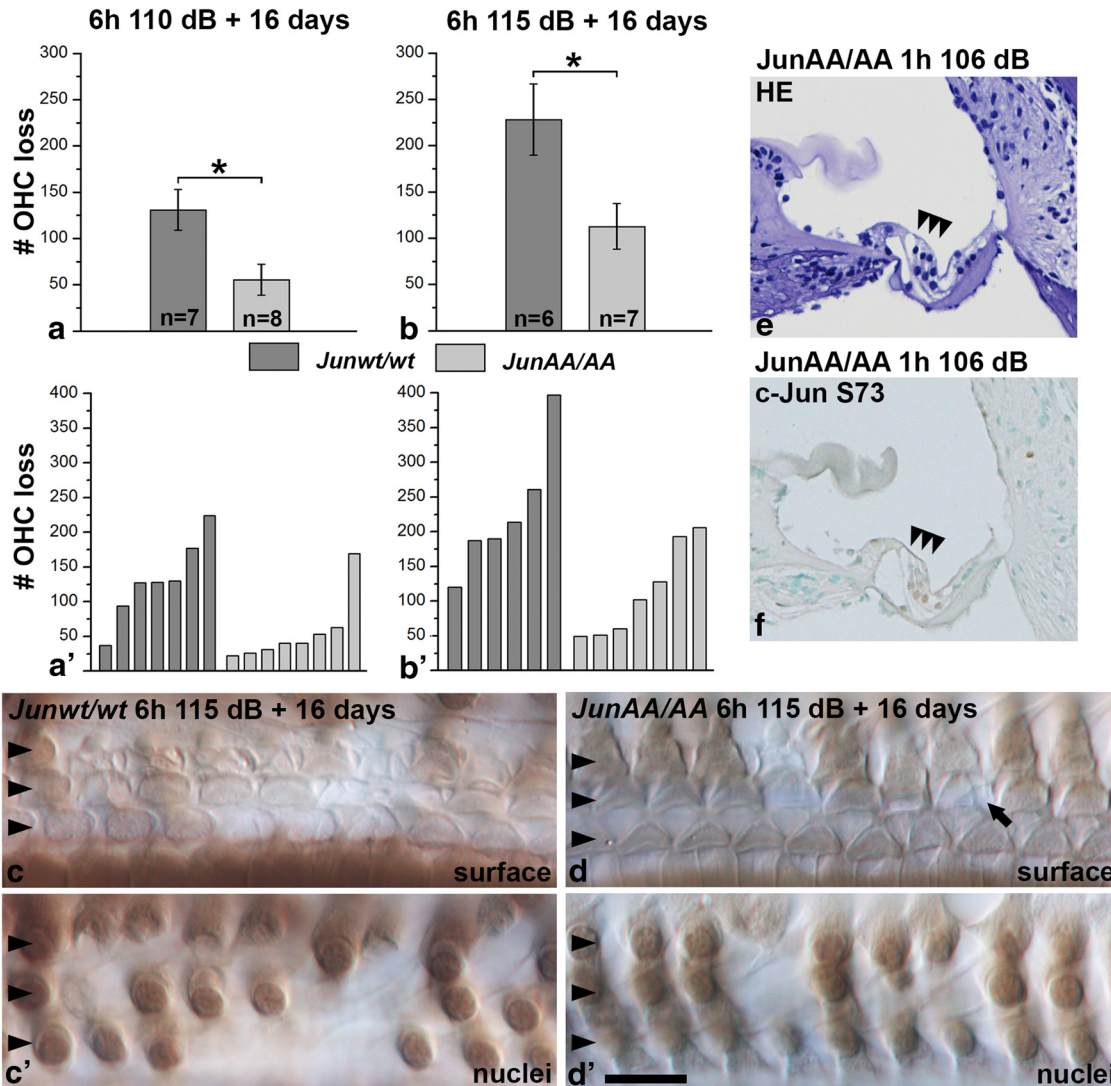 6h 110 dB + 16 days
6h 115 dB + 16 days
# OHC loss
300
250
200
150
100
50
0
*
n=7
n=8
a
300
250
200
150
100
50
0
*
n=6
n=7
b
Junwt/wt
JunAA/AA
# OHC loss
400
350
300
250
200
150
100
50
0
a’
400
350
300
250
200
150
100
50
0
b’
JunAA/AA 1h 106 dB
HE
e
JunAA/AA 1h 106 dB
c-Jun S73
f
Junwt/wt 6h 115 dB + 16 days
c
surface
JunAA/AA 6h 115 dB + 16 days
d
surface
c’
nuclei
d’
nuclei